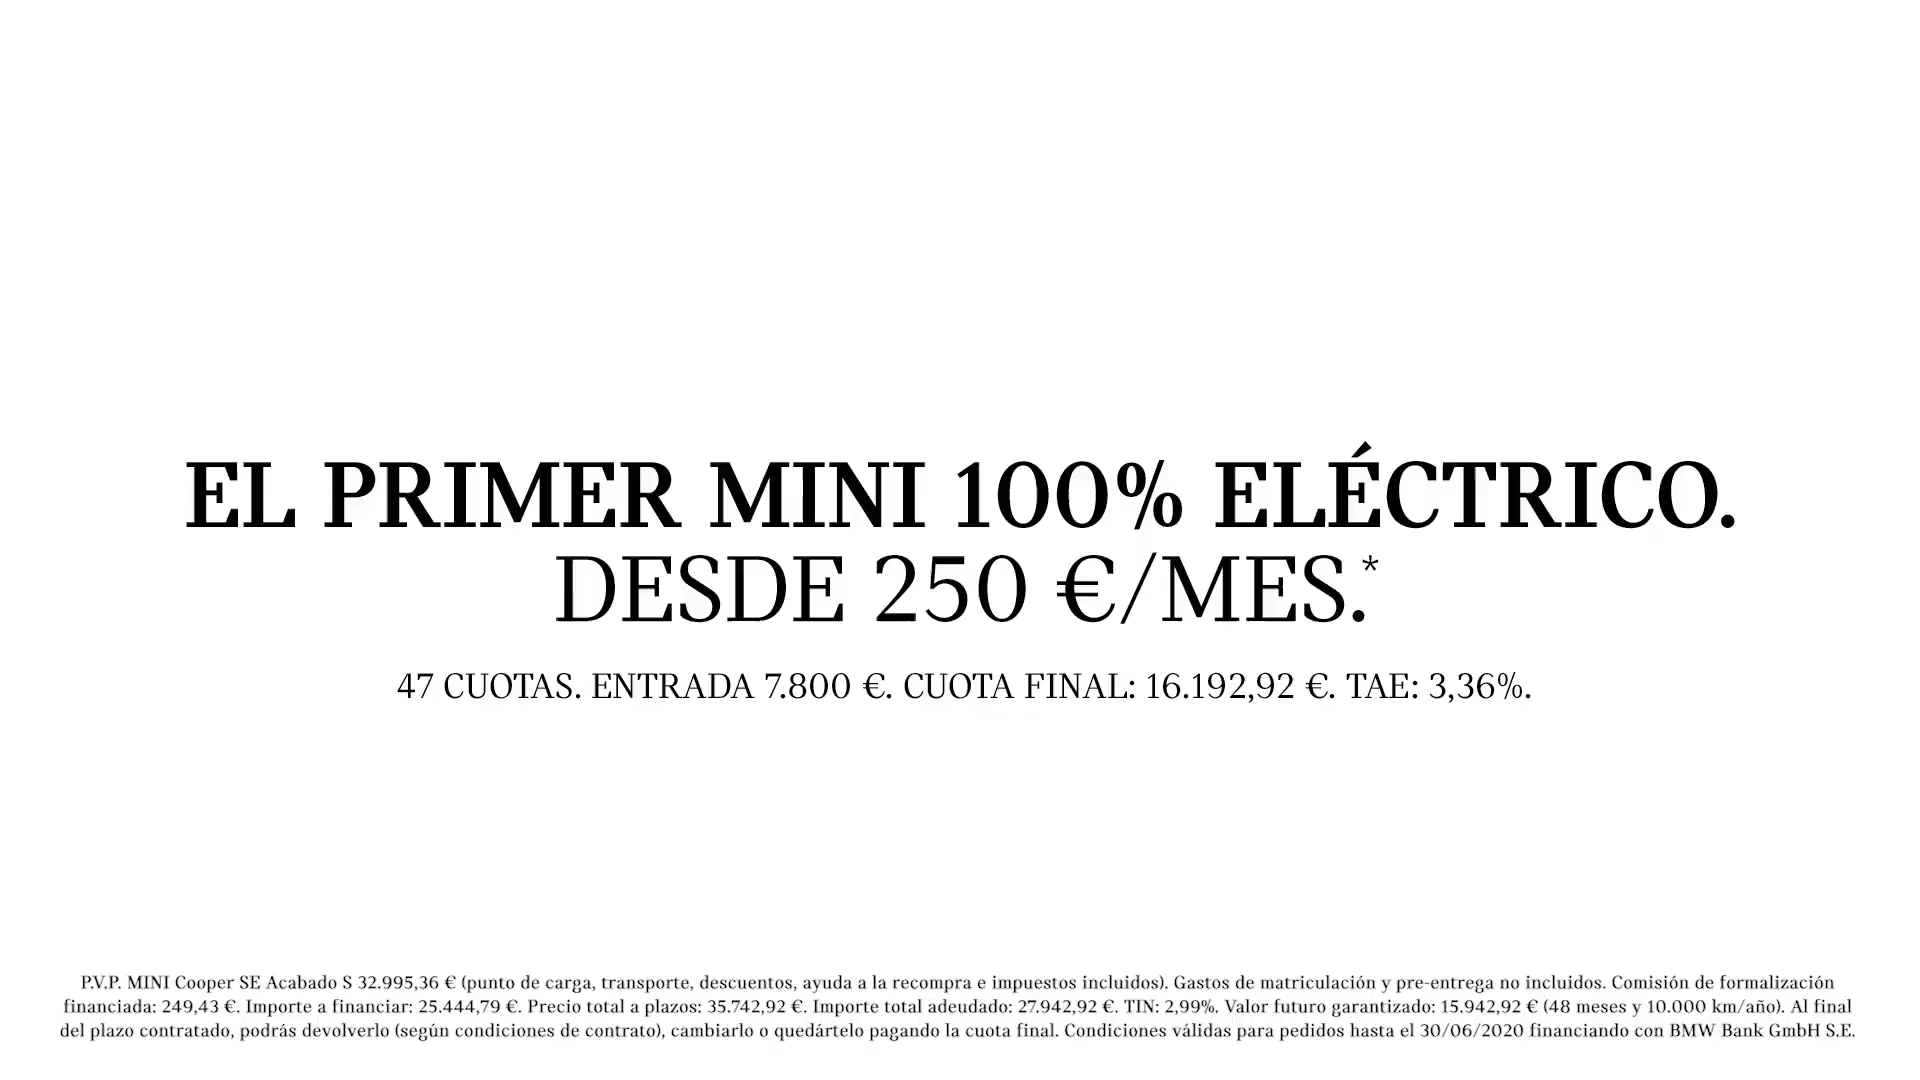 EL PRIMER MINI 100% ELÉCTRICO.
DESDE 250 €/MES.*
47 CUOTAS. ENTRADA 7.800 €. CUOTA FINAL: 16.192,92 €. TAE: 3,36%.
P.V.P. MINI Cooper SE Acabado S 32.995,36 € (punto de carga, transporte, descuentos, ayuda a la recompra e impuestos incluidos). Gastos de matriculación y pre-entrega no incluidos. Comisión de formalización
financiada: 249,43 €. Importe a financiar: 25.444,79 €. Precio total a plazos: 35.742,92 €. Importe total adeudado: 27.942,92 €. TIN: 2,99%. Valor futuro garantizado: 15.942,92 € (48 meses y 10.000 km/año). Al final
del plazo contratado, podrás devolverlo (según condiciones de contrato), cambiarlo o quedártelo pagando la cuota final. Condiciones válidas para pedidos hasta el 30/06/2020 financiando con BMW Bank GmbH S.E.